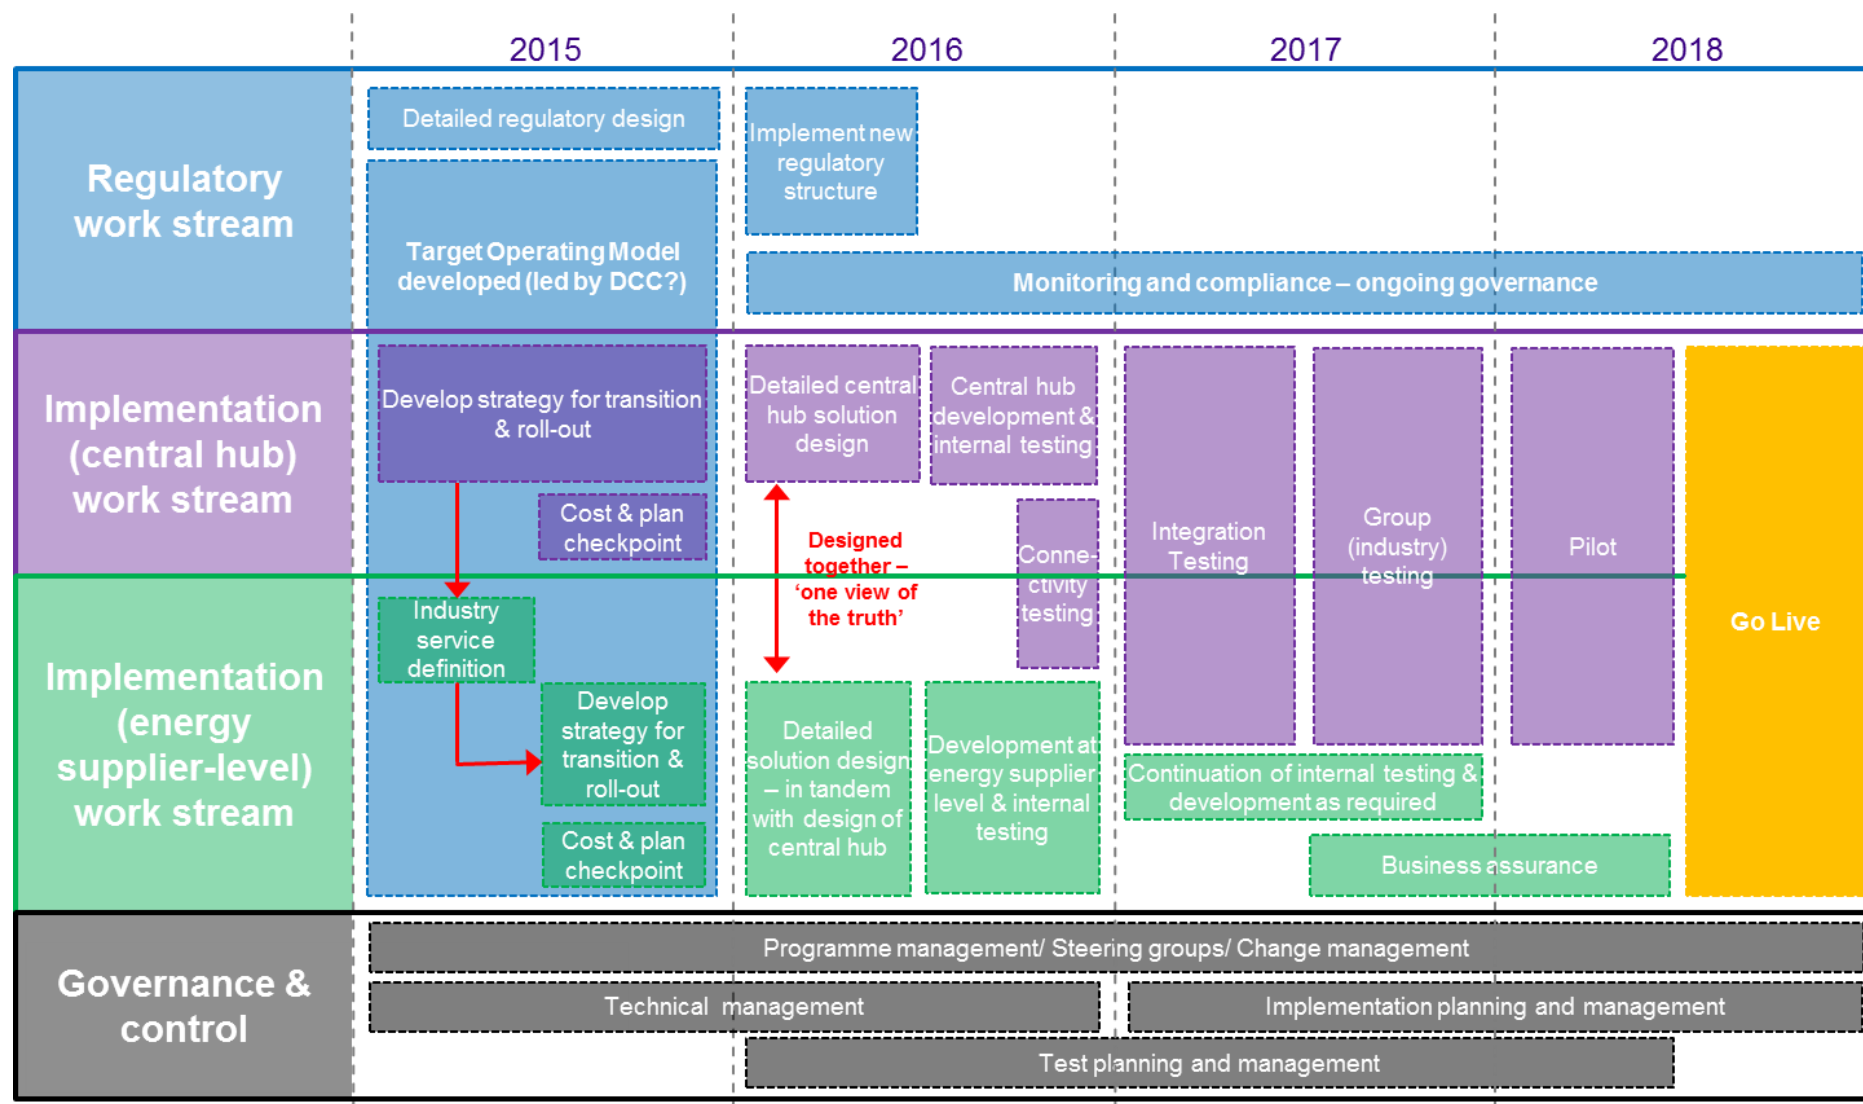 2015
2016
2017
2018
Regulatory
work stream
Detailed regulatory design
Target Operating Model
developed (led by DCC?)
Implement new
regulatory
structure
Monitoring and compliance – ongoing governance
Implementation
(central hub)
work stream
Develop strategy for transition
& roll-out
Cost & plan
checkpoint
Detailed central
hub solution
design
Central hub
development &
internal testing
Designed
together –
‘one view of
the truth’
Conne-
ctivity
testing
Integration
Testing
Group
(industry)
testing
Pilot
Go Live
Implementation
(energy
supplier-level)
work stream
Industry
service
definition
Develop
strategy for
transition &
roll-out
Cost & plan
checkpoint
Detailed
solution design
– in tandem
with design of
central hub
Development at
energy supplier
level & internal
testing
Continuation of internal testing &
development as required
Business assurance
Governance &
control
Programme management/ Steering groups/ Change management
Technical management
Implementation planning and management
Test planning and management